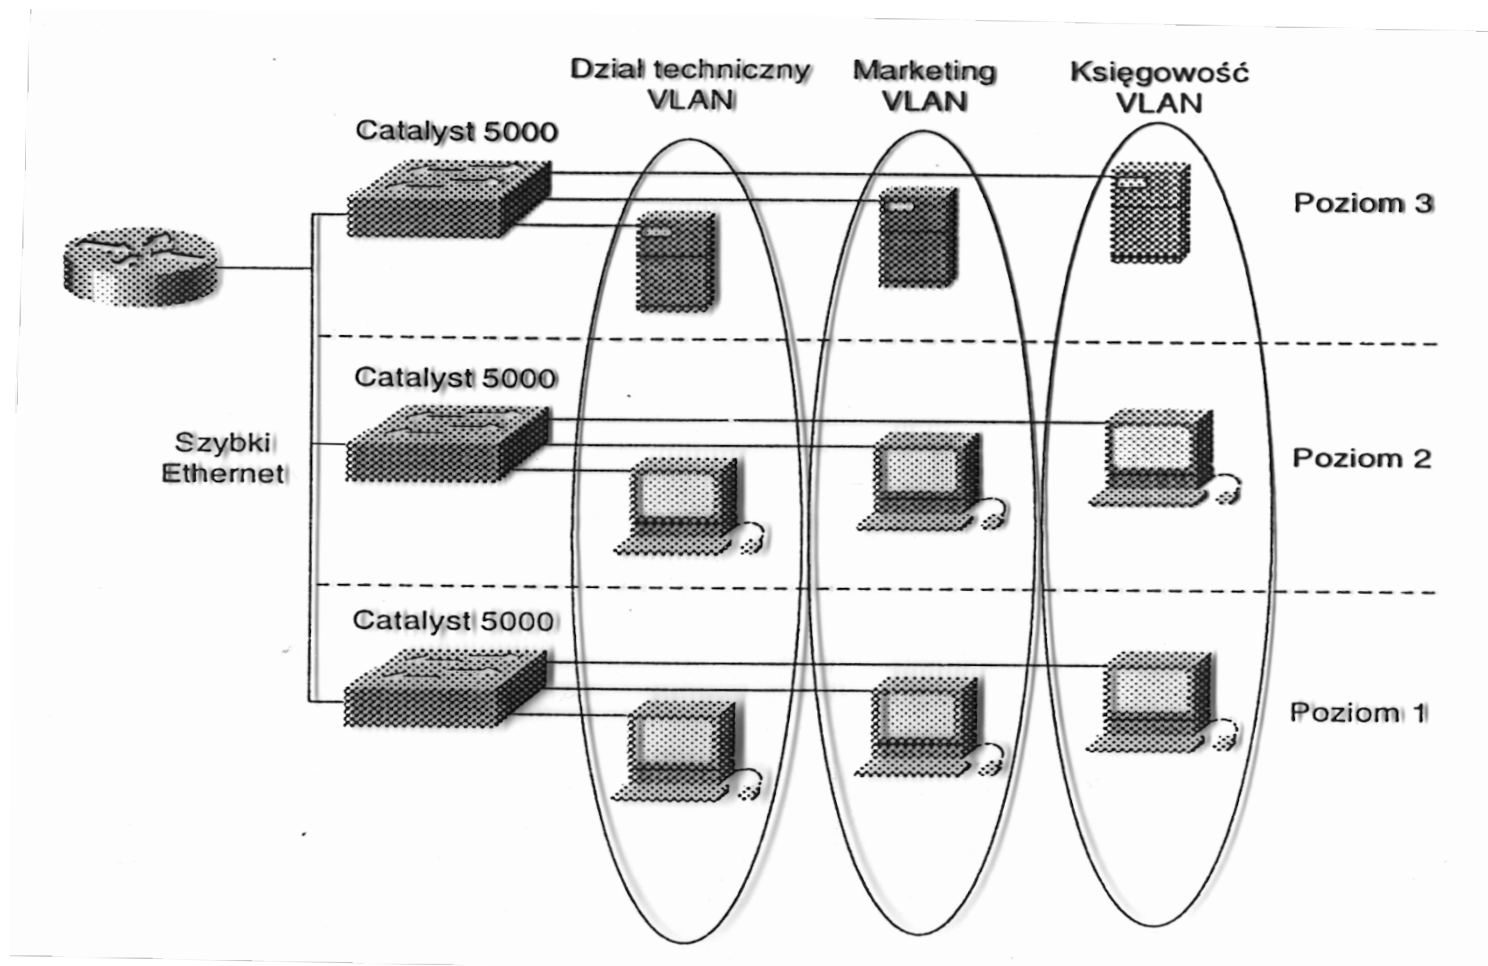 Dział techniczny
VLAN
Marketing
VLAN
Księgowość
VLAN
Catalyst 5000
Poziom 3
Catalyst 5000
Szybki
Ethernet
Poziom 2
Catalyst 5000
Poziom 1